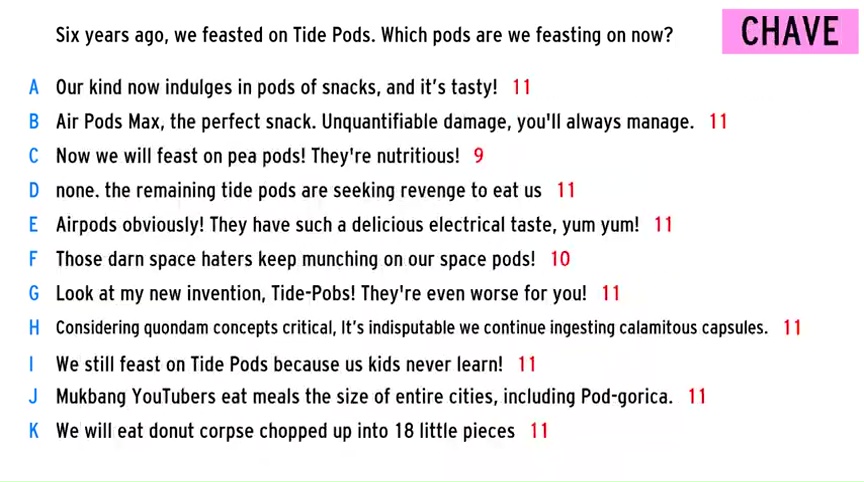 Six years ago, we feasted on Tide Pods. Which pods are we feasting on now?
CHAVE
A Our kind now indulges in pods of snacks, and it's tasty! 11
B Air Pods Max, the perfect snack. Unquantifiable damage, you'll always manage. 11
C Now we will feast on pea pods! They're nutritious! 9
D none. the remaining tide pods are seeking revenge to eat us 11
E Airpods obviously! They have such a delicious electrical taste, yum yum! 11
F Those darn space haters keep munching on our space pods! 10
G Look at my new invention, Tide-Pobs! They're even worse for you! 11
H Considering quondam concepts critical, It's indisputable we continue ingesting calamitous capsules. 11
I We still feast on Tide Pods because us kids never learn! 11
J Mukbang YouTubers eat meals the size of entire cities, including Pod-gorica. 11
K We will eat donut corpse chopped up into 18 little pieces 11